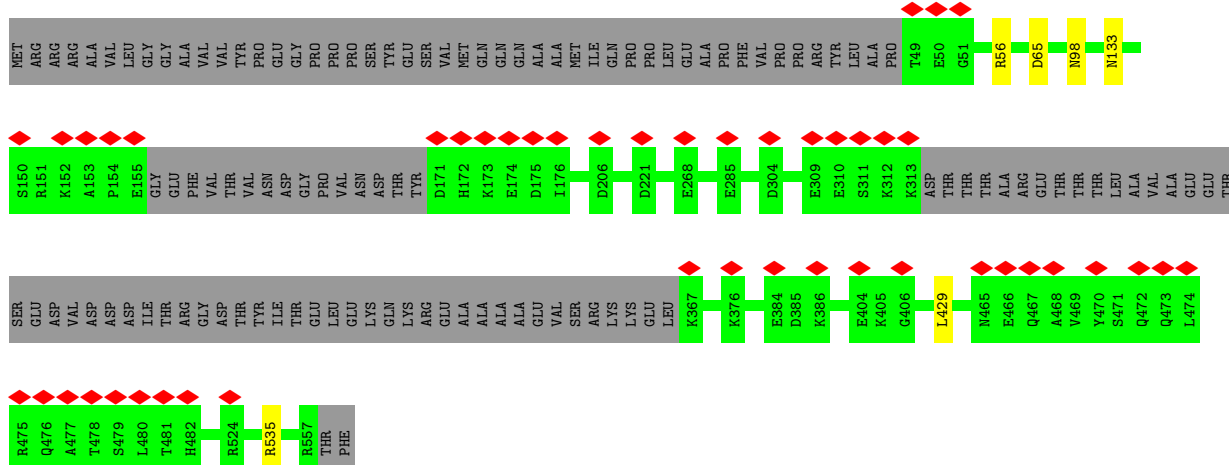 MET ARG ARG ARG ALA VAL LEU GLY GLY ALA VAL VAL TYR PRO GLU GLY PRO PRO PRO SER TYR GLU SER VAL MET GLN GLN GLN ALA ALA MET ILE GLN PRO PRO LEU GLU ALA PRO PHE VAL PRO PRO ARG TYR LEU ALA PRO T49 E50 G51 R56 D65 N98 N133
S150 R151 K152 A153 P154 E155 GLY GLU PHE VAL THR VAL ASN ASP GLY PRO VAL ASN ASP THR TYR D171 H172 K173 E174 D175 I176 D206 D221 E268 E285 D304 E309 E310 S311 K312 K313 ASP THR THR THR ALA ARG GLU THR THR THR LEU ALA VAL ALA GLU GLU THR
SER GLU ASP VAL ASP ASP ASP ILE THR ARG GLY ASP THR TYR ILE THR GLU LEU GLU LYS GLN LYS ARG GLU ALA ALA ALA ALA GLU VAL SER ARG LYS LYS GLU LEU K367 K376 E384 D385 K386 E404 K405 G406 L429 N465 E466 Q467 A468 V469 Y470 S471 Q472 Q473 L474
R475 Q476 A477 T478 S479 L480 T481 H482 R524 R535 R557 THR PHE